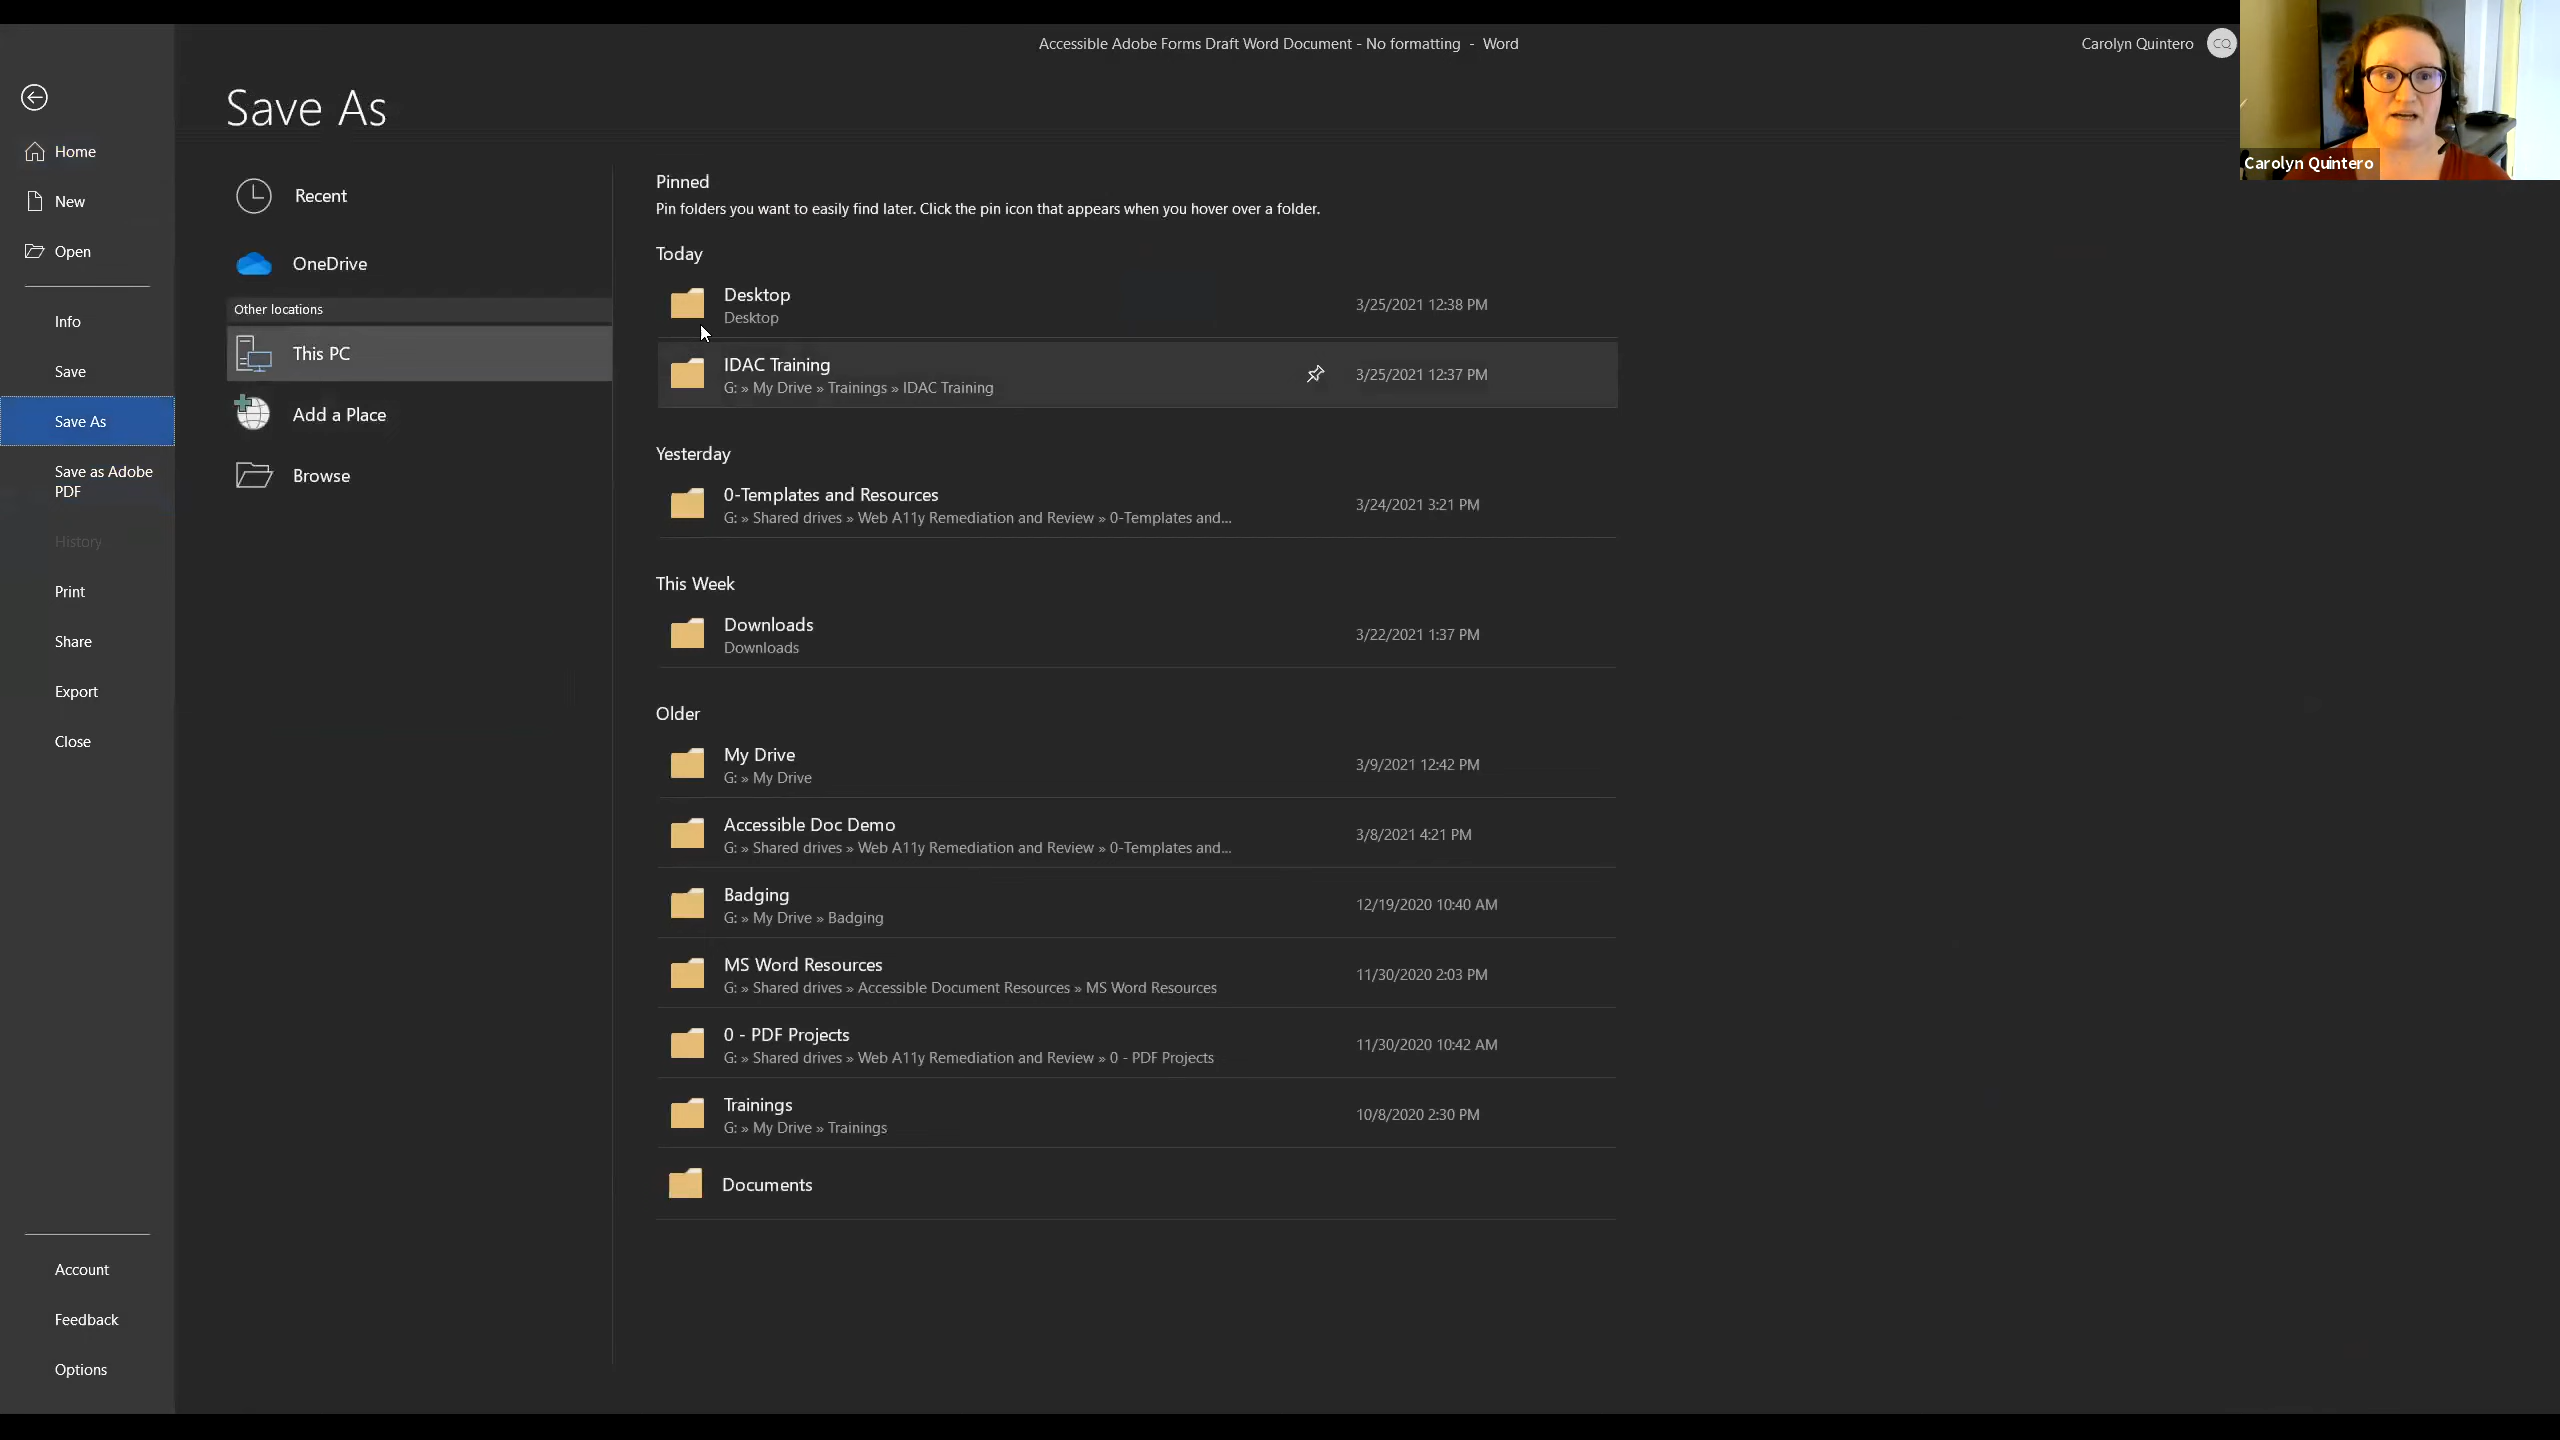 Accessible Adobe Forms Draft Word Document - No formatting - Word
Carolyn Quintero CQ
Carolyn Quintero
Home
New
Open
Info
Save
Save As
Save as Adobe
PDF
History
Print
Share
Export
Close
Account
Feedback
Options
Save As
Recent
OneDrive
Other locations
This PC
Add a Place
Browse
Pinned
Pin folders you want to easily find later. Click the pin icon that appears when you hover over a folder.
Today
Desktop
Desktop
3/25/2021 12:38 PM
IDAC Training
G: » My Drive » Trainings » IDAC Training
3/25/2021 12:37 PM
Yesterday
0-Templates and Resources
G: » Shared drives » Web A11y Remediation and Review » 0-Templates and...
3/24/2021 3:21 PM
This Week
Downloads
Downloads
3/22/2021 1:37 PM
Older
My Drive
G: » My Drive
3/9/2021 12:42 PM
Accessible Doc Demo
G: » Shared drives » Web A11y Remediation and Review » 0-Templates and...
3/8/2021 4:21 PM
Badging
G: » My Drive » Badging
12/19/2020 10:40 AM
MS Word Resources
G: » Shared drives » Accessible Document Resources » MS Word Resources
11/30/2020 2:03 PM
0 - PDF Projects
G: » Shared drives » Web A11y Remediation and Review » 0 - PDF Projects
11/30/2020 10:42 AM
Trainings
G: » My Drive » Trainings
10/8/2020 2:30 PM
Documents